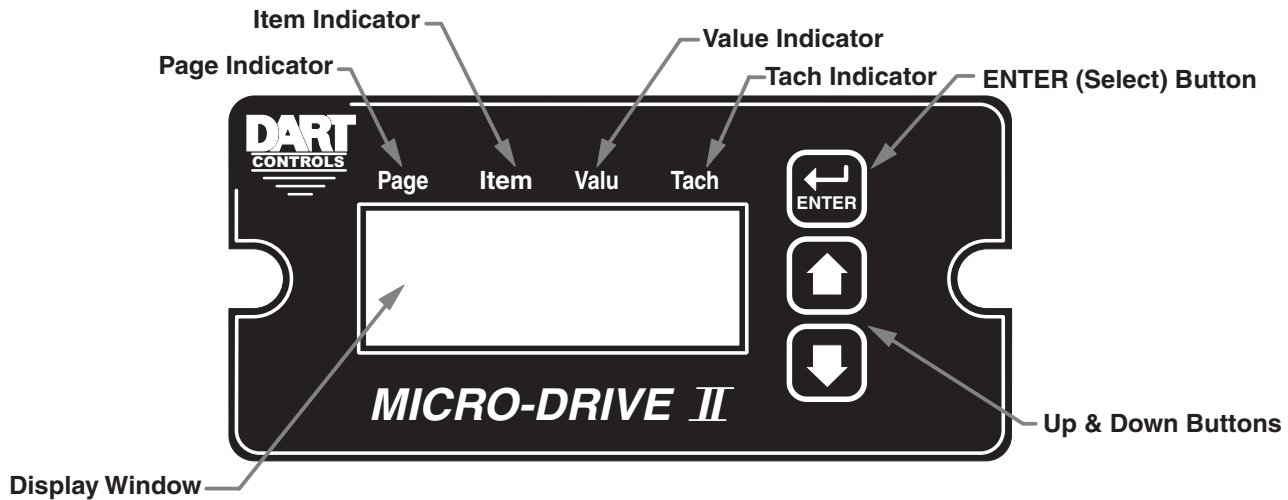 Item Indicator
Value Indicator
Page Indicator
Tach Indicator
ENTER (Select) Button
DART
CONTROLS
Page Item Valu Tach
ENTER
MICRO-DRIVE II
Up & Down Buttons
Display Window